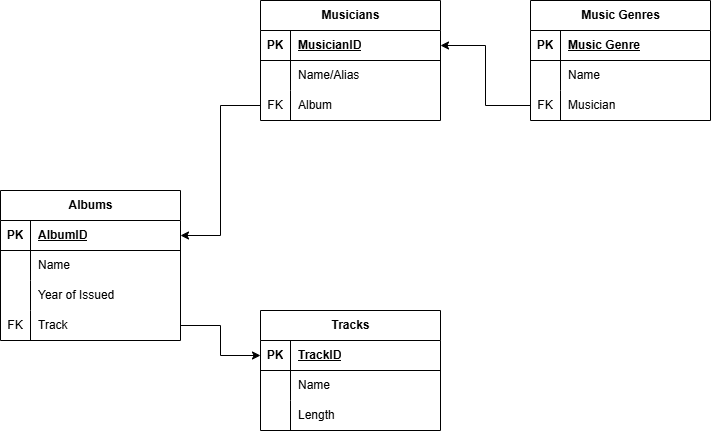 Musicians
PK MusicianID
Name/Alias
FK Album
Music Genres
PK Music Genre
Name
FK Musician
Albums
PK AlbumID
Name
Year of Issued
FK Track
Tracks
PK TrackID
Name
Length